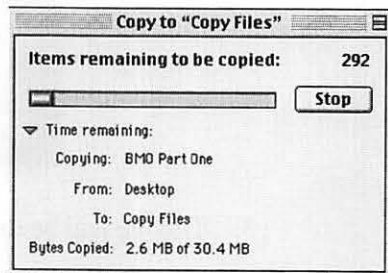 Copy to “Copy Files”
Items remaining to be copied: 292
Stop
Time remaining:
Copying: BMO Part One
From: Desktop
To: Copy Files
Bytes Copied: 2.6 MB of 30.4 MB